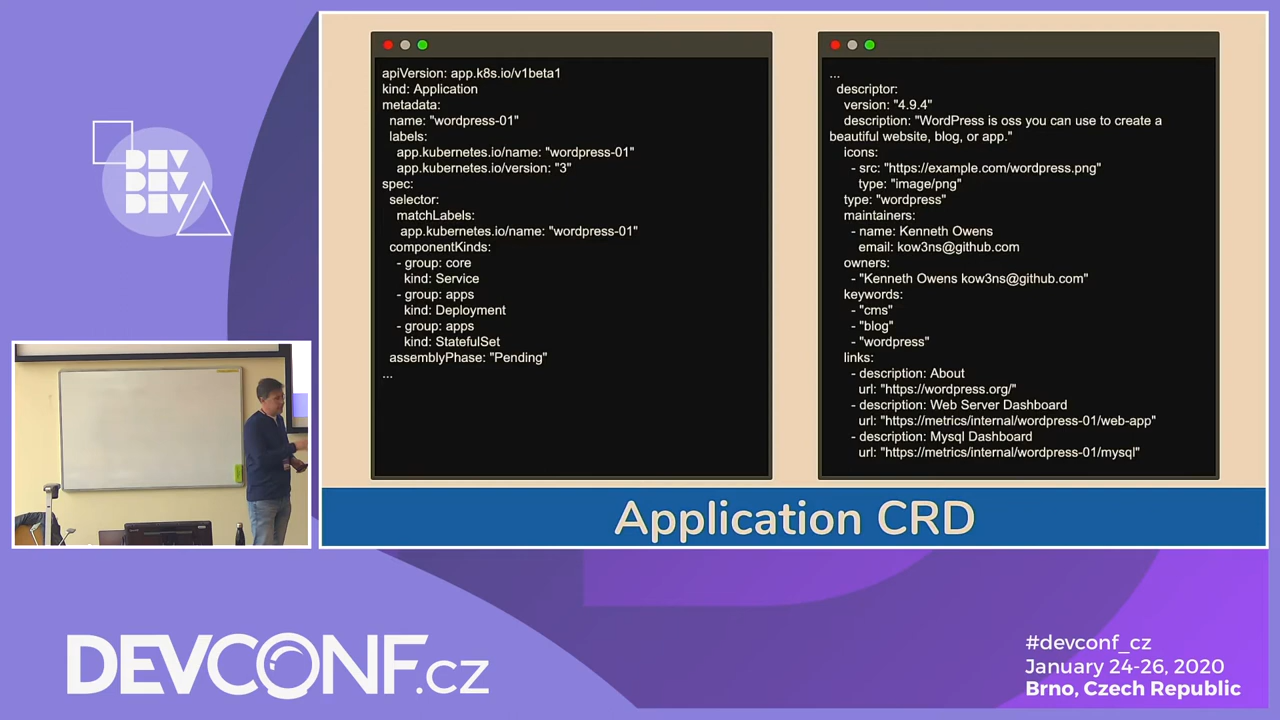 DEV
DEV
DEV
apiVersion: app.k8s.io/v1beta1
kind: Application
metadata:
name: "wordpress-01"
labels:
app.kubernetes.io/name: "wordpress-01"
app.kubernetes.io/version: "3"
spec:
selector:
matchLabels:
app.kubernetes.io/name: "wordpress-01"
componentKinds:
- group: core
kind: Service
- group: apps
kind: Deployment
- group: apps
kind: StatefulSet
assemblyPhase: "Pending"
...
...
descriptor:
version: "4.9.4"
description: "WordPress is oss you can use to create a
beautiful website, blog, or app."
icons:
- src: "https://example.com/wordpress.png"
type: "image/png"
type: "wordpress"
maintainers:
- name: Kenneth Owens
email: kow3ns@github.com
owners:
- "Kenneth Owens kow3ns@github.com"
keywords:
- "cms"
- "blog"
- "wordpress"
links:
- description: About
url: "https://wordpress.org/"
- description: Web Server Dashboard
url: "https://metrics/internal/wordpress-01/web-app"
- description: Mysql Dashboard
url: "https://metrics/internal/wordpress-01/mysql"
Application CRD
DEVCONF.cz
#devconf_cz
January 24-26, 2020
Brno, Czech Republic